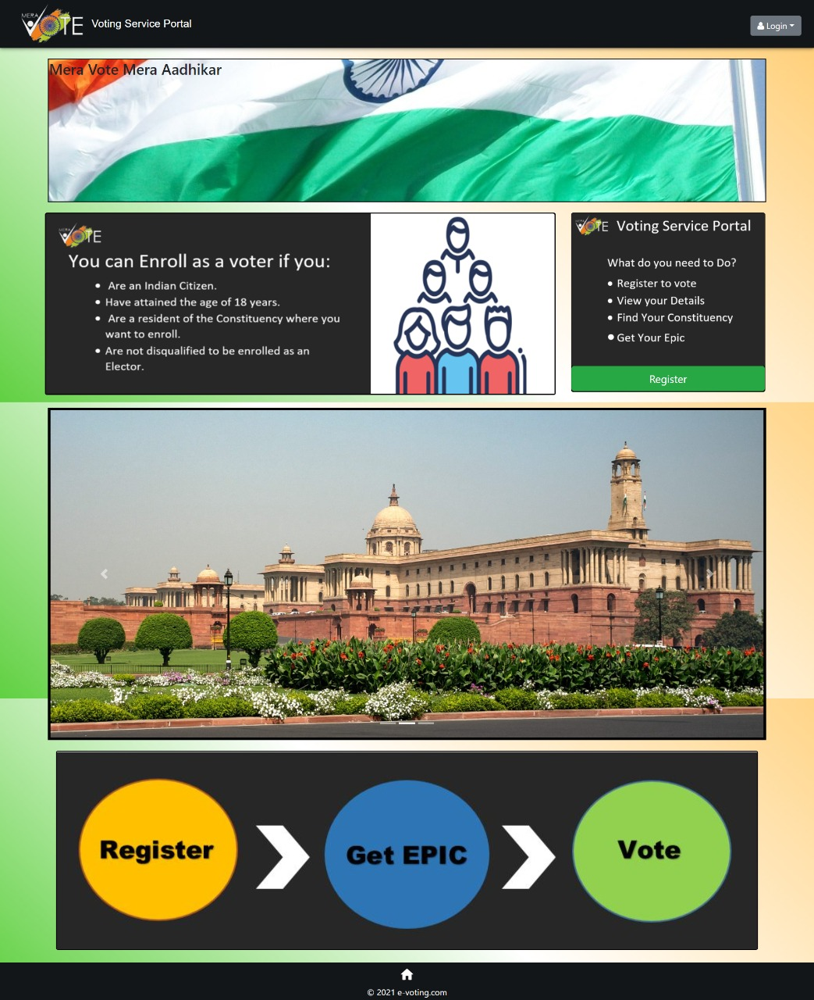 MERA
VOTE
Voting Service Portal
Login
Mera Vote Mera Aadhikar
MERA
VOTE
You can Enroll as a voter if you:
• Are an Indian Citizen.
• Have attained the age of 18 years.
• Are a resident of the Constituency where you
want to enroll.
• Are not disqualified to be enrolled as an
Elector.
MERA
VOTE
Voting Service Portal
What do you need to Do?
• Register to vote
• View your Details
• Find Your Constituency
• Get Your Epic
Register
Register
Get EPIC
Vote
© 2021 e-voting.com